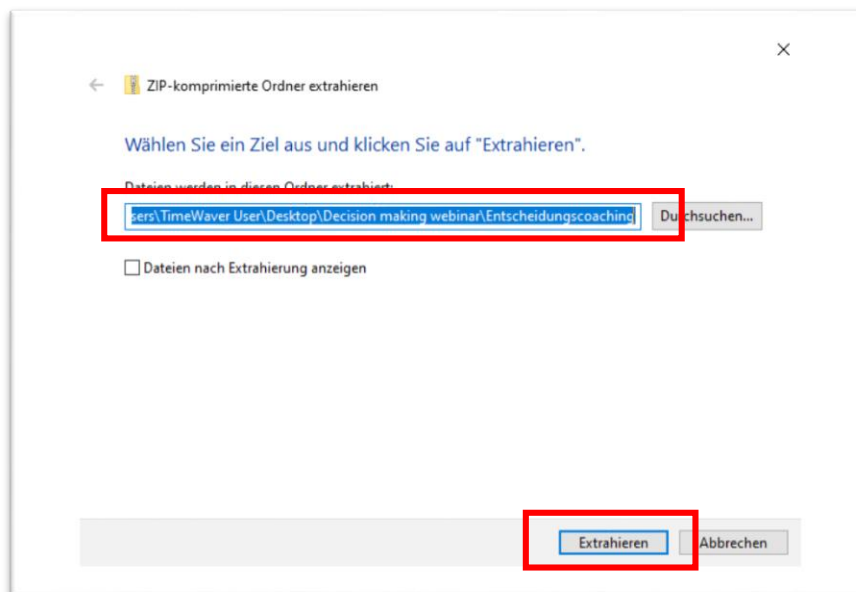 ZIP-komprimierte Ordner extrahieren
Wählen Sie ein Ziel aus und klicken Sie auf "Extrahieren".
Dateien werden in diesen Ordner extrahiert:
sers\TimeWaver User\Desktop\Decision making webinar\Entscheidungscoaching
Durchsuchen...
Dateien nach Extrahierung anzeigen
Extrahieren
Abbrechen